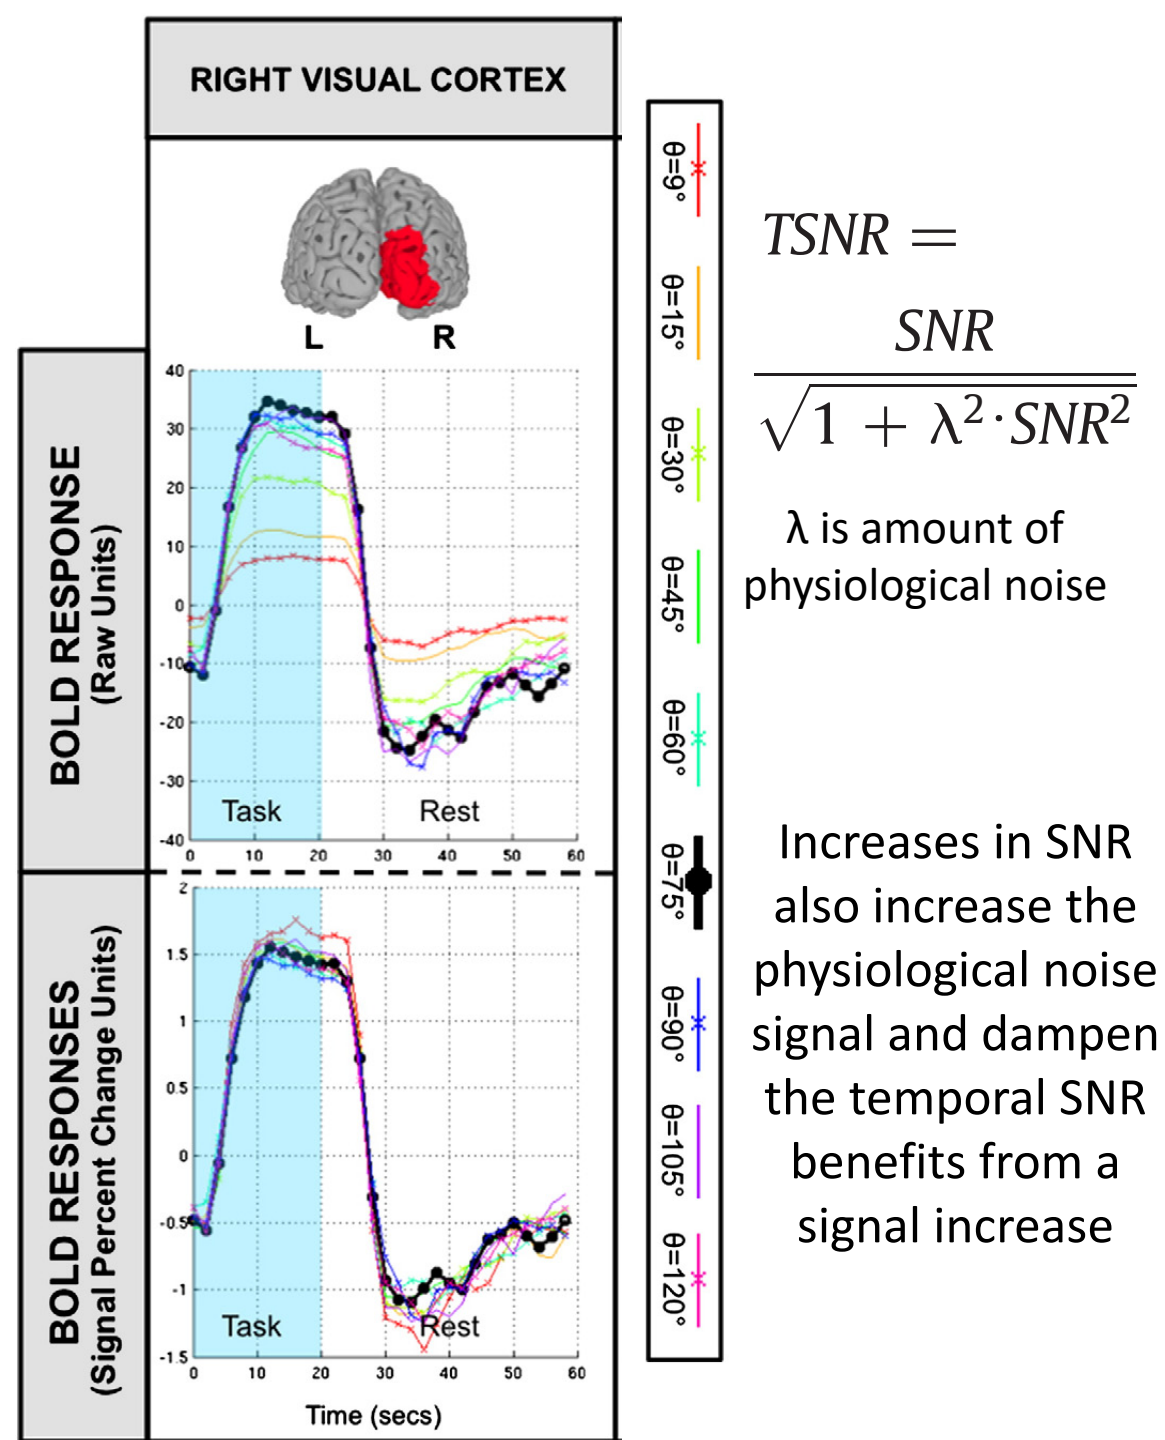 RIGHT VISUAL CORTEX
L R
BOLD RESPONSE
(Raw Units)
40
30
20
10
0
-10
-20
-30
-40
Task Rest
0 10 20 30 40 50 60
BOLD RESPONSES
(Signal Percent Change Units)
2
1.5
1
0.5
0
-0.5
-1
-1.5
Task Rest
0 10 20 30 40 50 60
Time (secs)
θ=9°
θ=15°
θ=30°
θ=45°
θ=60°
θ=75°
θ=90°
θ=105°
θ=120°
TSNR =
SNR
√1 + λ²·SNR²
λ is amount of
physiological noise
Increases in SNR
also increase the
physiological noise
signal and dampen
the temporal SNR
benefits from a
signal increase